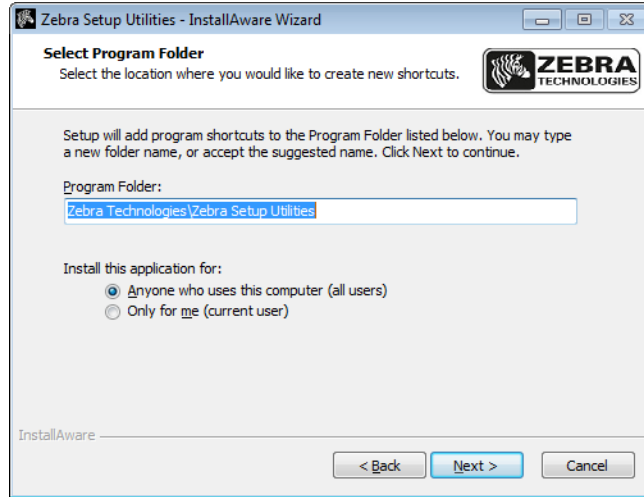 Zebra Setup Utilities - InstallAware Wizard
Select Program Folder
Select the location where you would like to create new shortcuts.
ZEBRA
TECHNOLOGIES
Setup will add program shortcuts to the Program Folder listed below. You may type
a new folder name, or accept the suggested name. Click Next to continue.
Program Folder:
Zebra Technologies\Zebra Setup Utilities
Install this application for:
Anyone who uses this computer (all users)
Only for me (current user)
InstallAware
< Back Next > Cancel